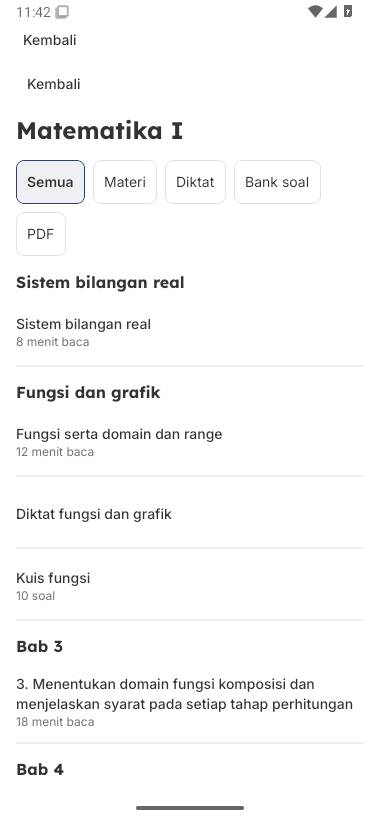 11:42
Kembali
Kembali
Matematika I
Semua
Materi
Diktat
Bank soal
PDF
Sistem bilangan real
Sistem bilangan real
8 menit baca
Fungsi dan grafik
Fungsi serta domain dan range
12 menit baca
Diktat fungsi dan grafik
Kuis fungsi
10 soal
Bab 3
3. Menentukan domain fungsi komposisi dan
menjelaskan syarat pada setiap tahap perhitungan
18 menit baca
Bab 4